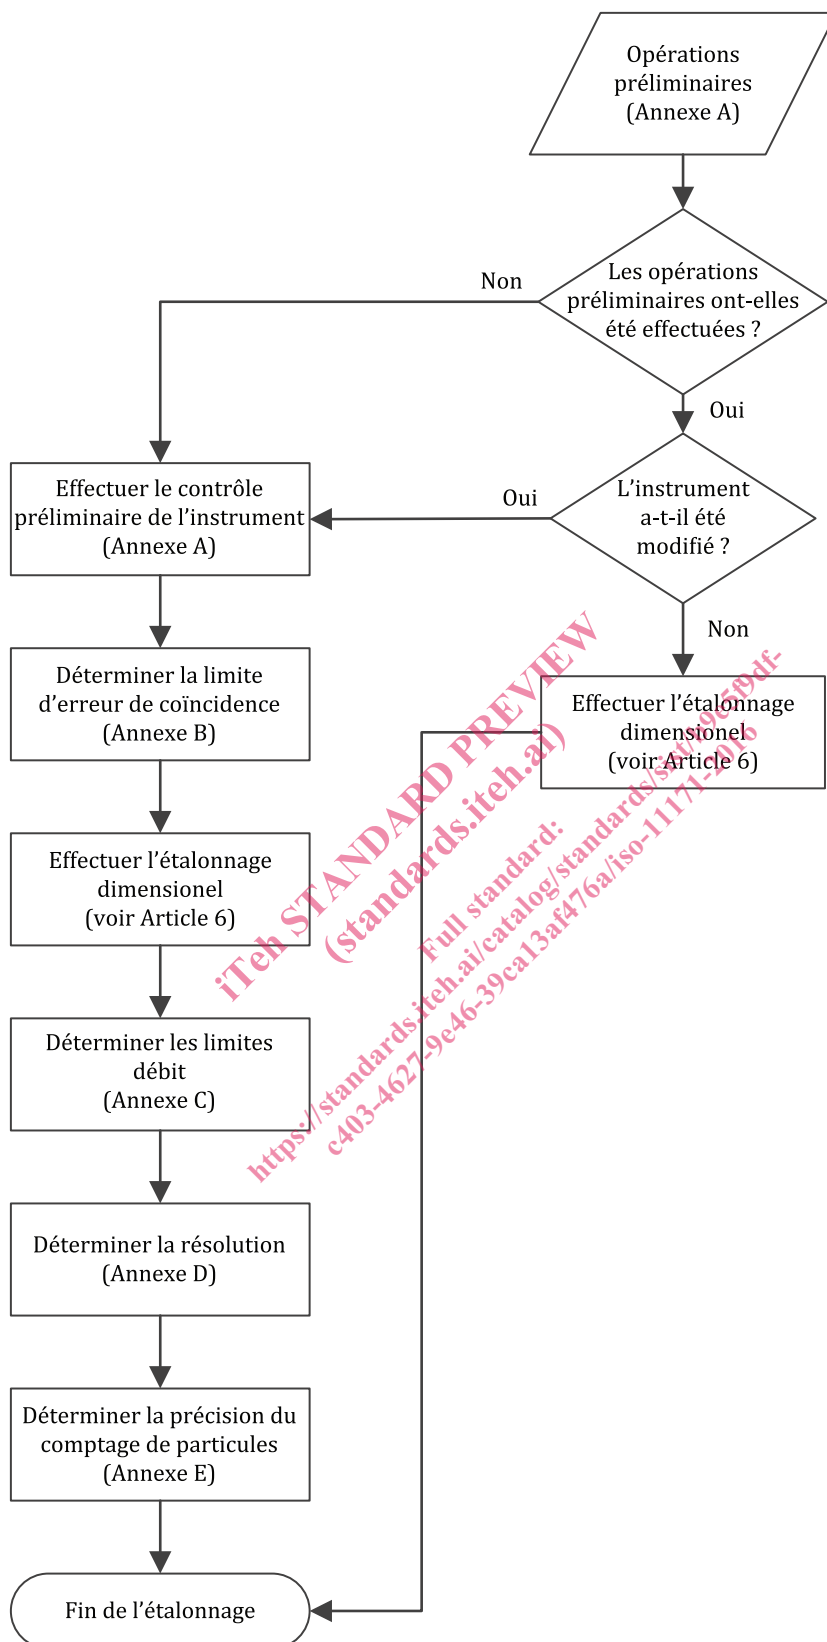 Opérations
préliminaires
(Annexe A)
Les opérations
préliminaires ont-elles
été effectuées ?
Non
Oui
L’instrument
a-t-il été
modifié ?
Oui
Non
Effectuer le contrôle
préliminaire de l’instrument
(Annexe A)
Déterminer la limite
d’erreur de coïncidence
(Annexe B)
Effectuer l’étalonnage
dimensionel
(voir Article 6)
Effectuer l’étalonnage
dimensionel
(voir Article 6)
Déterminer les limites
débit
(Annexe C)
Déterminer la résolution
(Annexe D)
Déterminer la précision du
comptage de particules
(Annexe E)
Fin de l’étalonnage
iTeh STANDARD PREVIEW
(standards.iteh.ai)
Full standard:
https://standards.iteh.ai/catalog/standards/sist/b9c5f9df-
c403-4627-9e46-39ca13af476a/iso-11171-2016